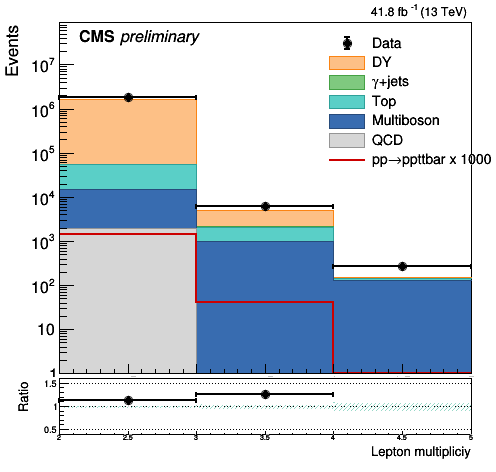 41.8 fb⁻¹ (13 TeV)
Events
CMS preliminary
Data
DY
γ+jets
Top
Multiboson
QCD
pp→ppttbar x 1000
10⁷
10⁶
10⁵
10⁴
10³
10²
10
1
Ratio
1.5
1
0.5
2 2.5 3 3.5 4 4.5 5
Lepton multipliciy